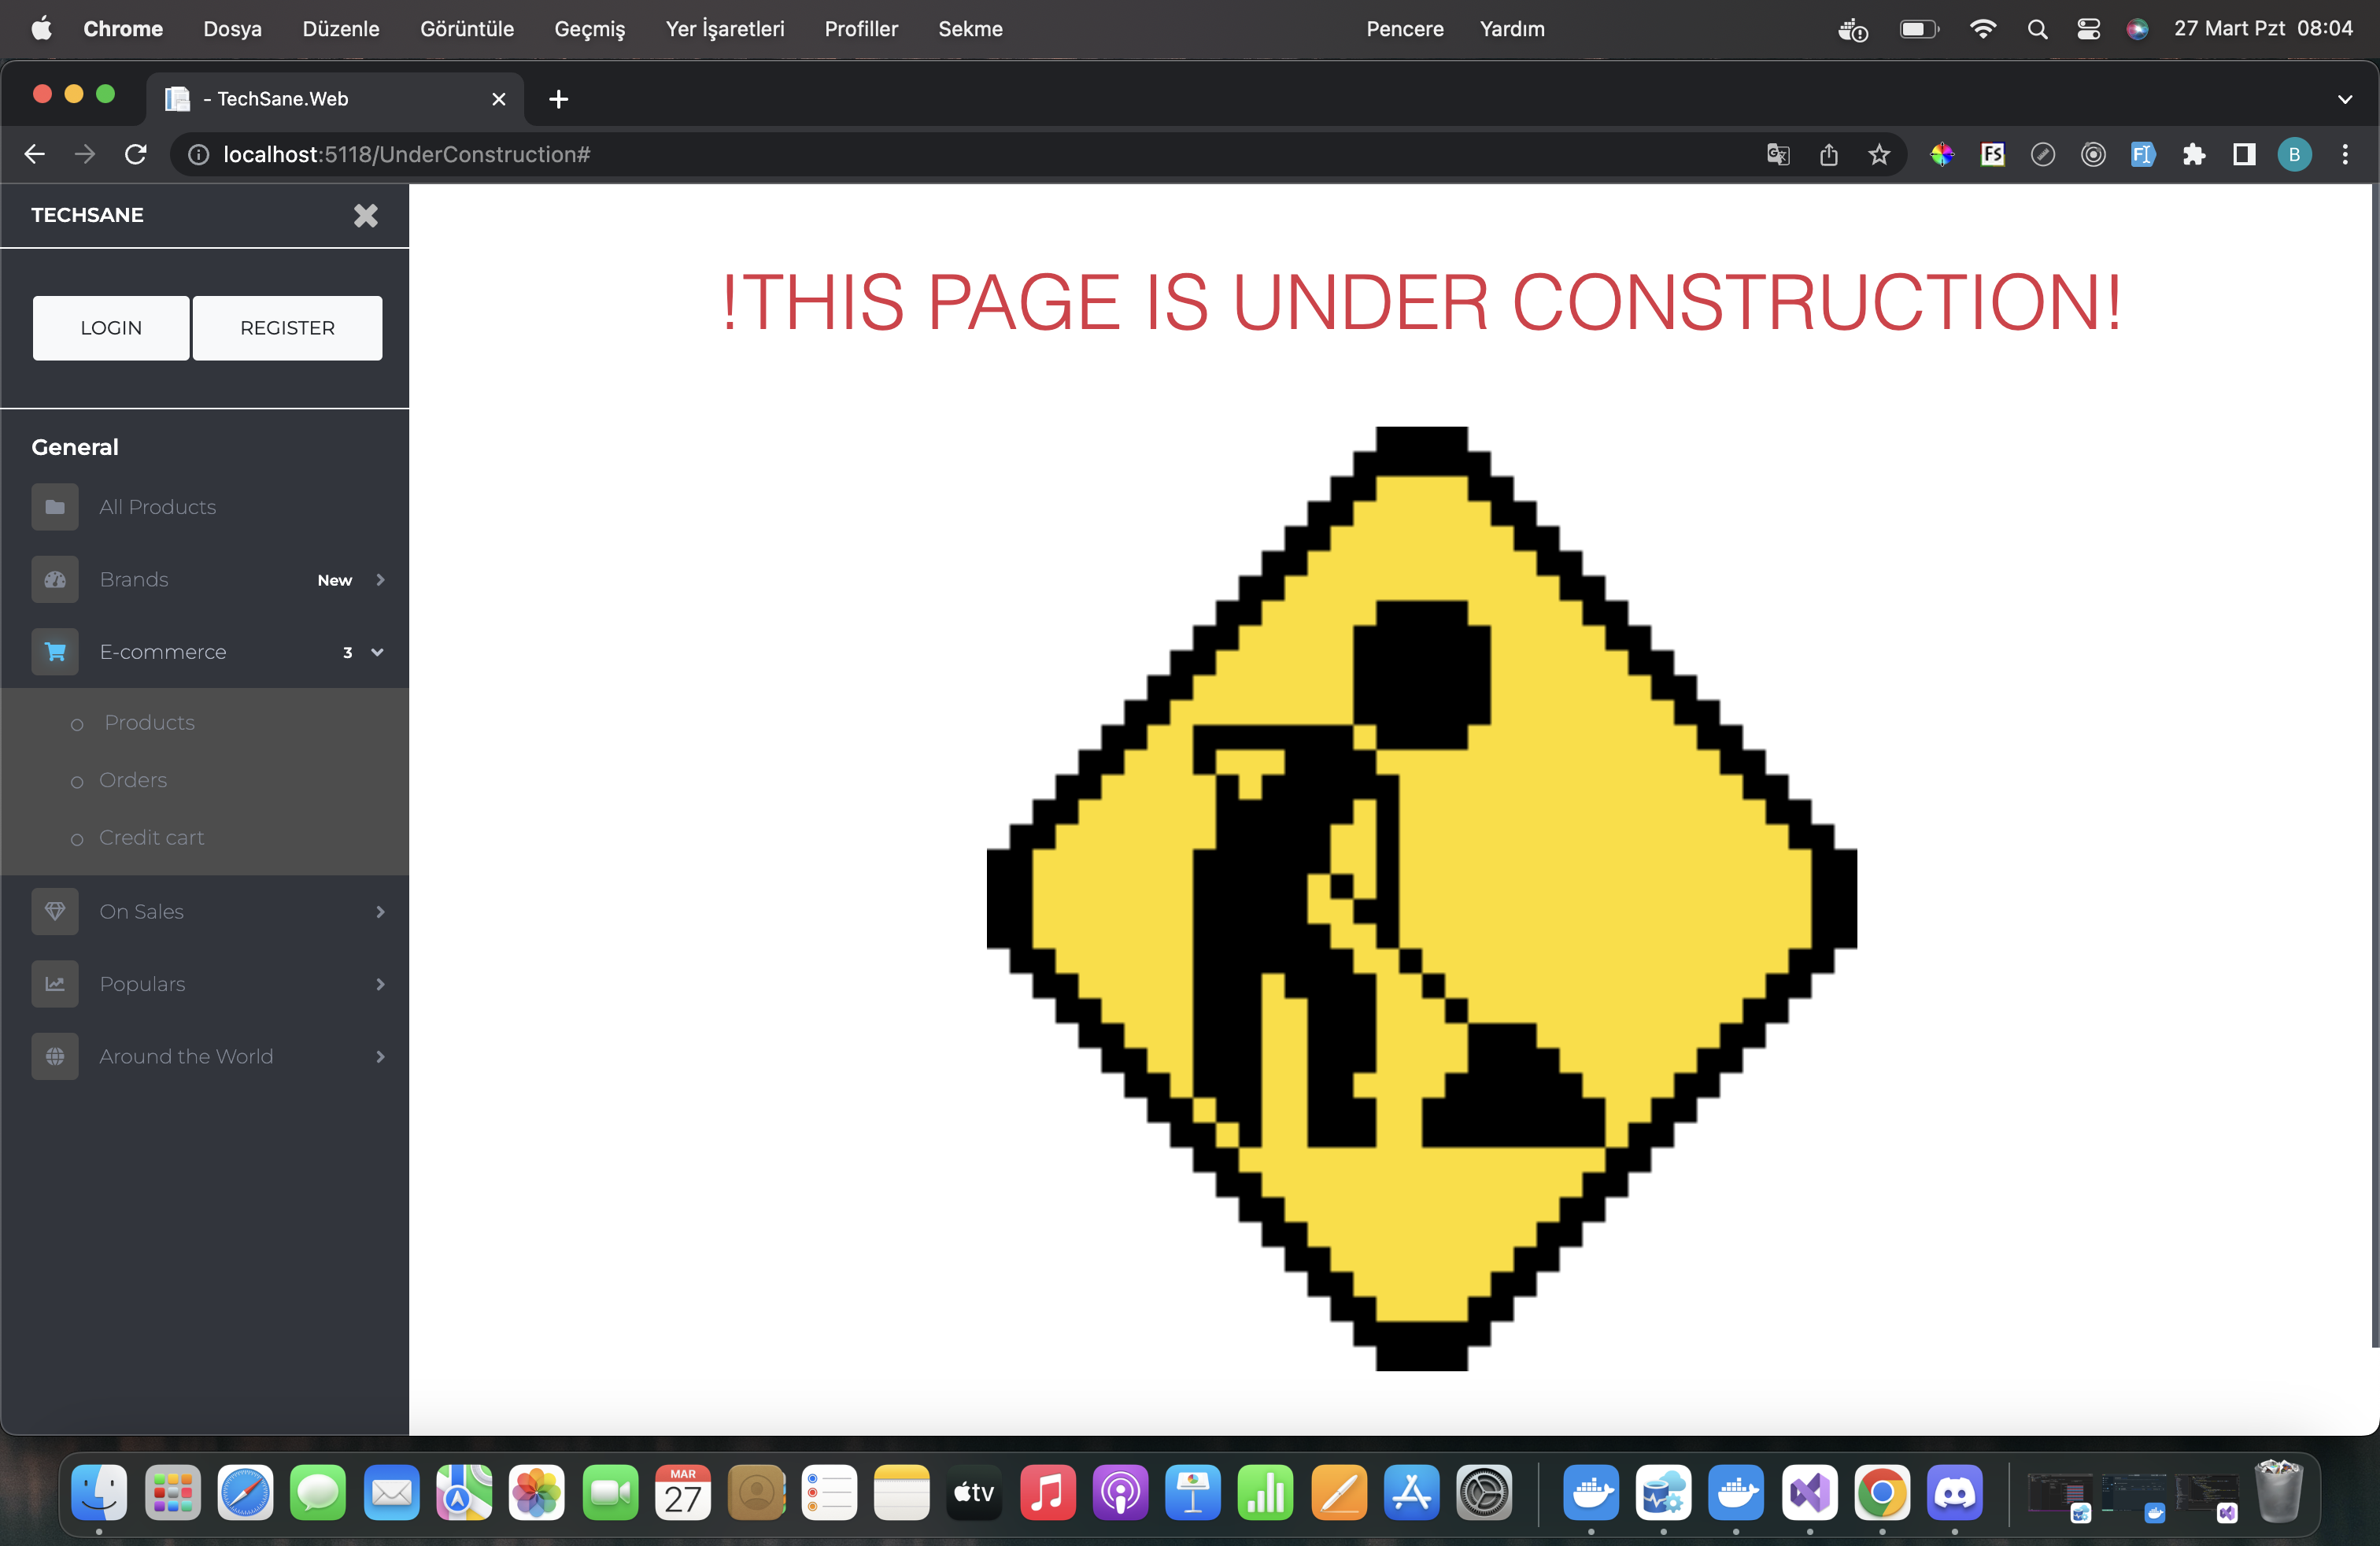 Chrome Dosya Düzenle Görüntüle Geçmiş Yer İşaretleri Profiller Sekme Pencere Yardım 27 Mart Pzt 08:04
- TechSane.Web
localhost:5118/UnderConstruction#
FS
B
TECHSANE
LOGIN REGISTER
General
All Products
Brands New
E-commerce 3
Products
Orders
Credit cart
On Sales
Populars
Around the World
!THIS PAGE IS UNDER CONSTRUCTION!
MAR
27
tv